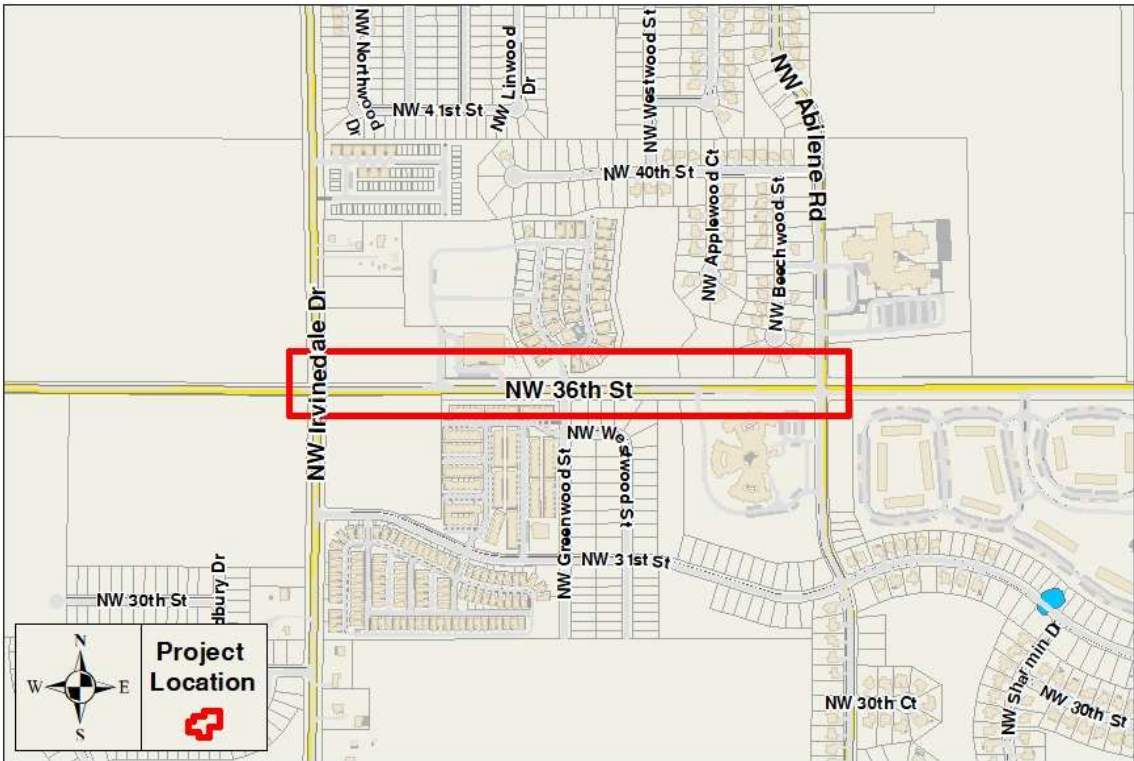 NW Northwood Dr
NW Linwood Dr
NW Westwood St
NW Abilene Rd
NW 41st St
NW 40th St
NW Applewood Ct
NW Beechwood St
NW Irvinedale Dr
NW 36th St
NW Westwood St
NW Greenwood St
NW 31st St
NW 30th St
dbury Dr
NW 30th Ct
NW Sharmin D
NW 30th St
N
W E
S
Project
Location